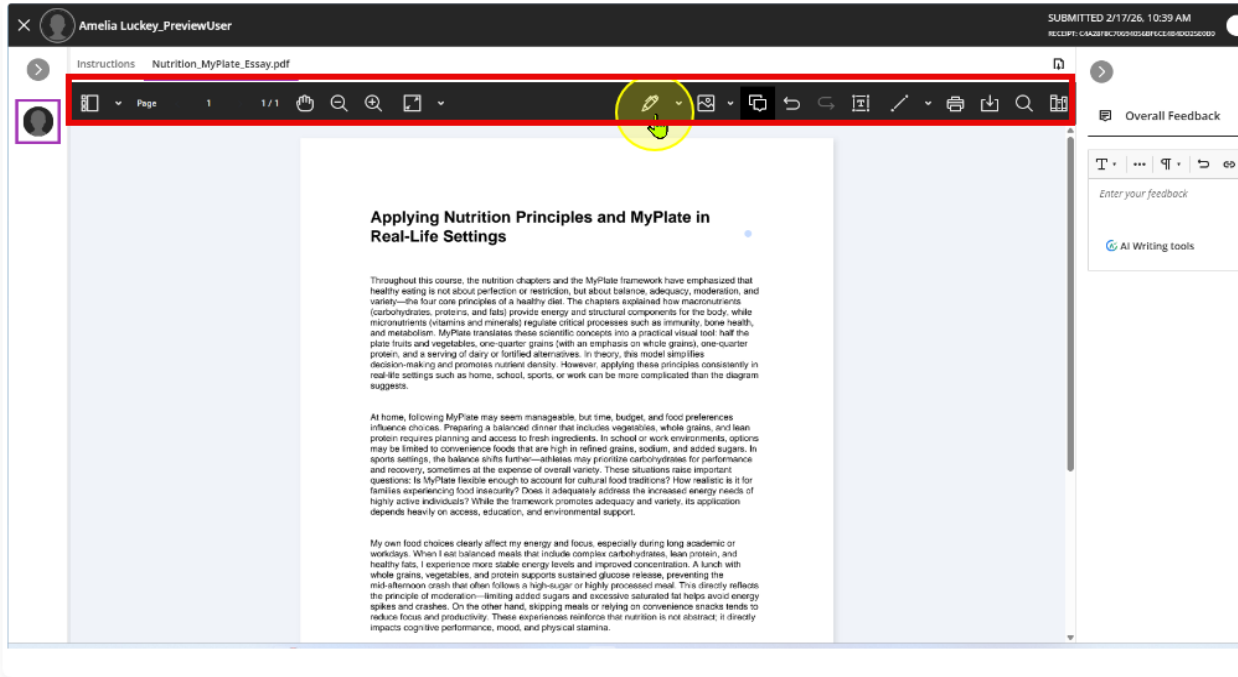 Amelia Luckey_PreviewUser
SUBMITTED 2/17/26, 10:39 AM
RECEIPT:
Instructions Nutrition_MyPlate_Essay.pdf
Page 1 1/1
Overall Feedback
Enter your feedback
AI Writing tools
Applying Nutrition Principles and MyPlate in
Real-Life Settings
Throughout this course, the nutrition chapters and the MyPlate framework have emphasized that
healthy eating is not about perfection or restriction, but about balance, adequacy, moderation, and
variety—the four core principles of a healthy diet. The chapters explained how macronutrients
(carbohydrates, proteins, and fats) provide energy and structural components for the body, while
micronutrients (vitamins and minerals) regulate critical processes such as immunity, bone health,
and metabolism. MyPlate translates these scientific concepts into a practical visual tool: half the
plate fruits and vegetables, one-quarter grains (with an emphasis on whole grains), one-quarter
protein, and a serving of dairy or fortified alternatives. In theory, this model simplifies
decision-making and promotes nutrient density. However, applying these principles consistently in
real-life settings such as home, school, sports, or work can be more complicated than the diagram
suggests.
At home, following MyPlate may seem manageable, but time, budget, and food preferences
influence choices. Preparing a balanced dinner that includes vegetables, whole grains, and lean
protein requires planning and access to fresh ingredients. In school or work environments, options
may be limited to convenience foods that are high in refined grains, sodium, and added sugars. In
sports settings, the balance shifts further—athletes may prioritize carbohydrates for performance
and recovery, sometimes at the expense of overall variety. These situations raise important
questions: Is MyPlate flexible enough to account for cultural food traditions? How realistic is it for
families experiencing food insecurity? Does it adequately address the increased energy needs of
highly active individuals? While the framework promotes adequacy and variety, its application
depends heavily on access, education, and environmental support.
My own food choices clearly affect my energy and focus, especially during long academic or
workdays. When I eat balanced meals that include complex carbohydrates, lean protein, and
healthy fats, I experience more stable energy levels and improved concentration. A lunch with
whole grains, vegetables, and protein supports sustained glucose release, preventing the
mid-afternoon crash that often follows a high-sugar or highly processed meal. This directly reflects
the principle of moderation—limiting added sugars and excessive saturated fat helps avoid energy
spikes and crashes. On the other hand, skipping meals or relying on convenience snacks tends to
reduce focus and productivity. These experiences reinforce that nutrition is not abstract; it directly
impacts cognitive performance, mood, and physical stamina.